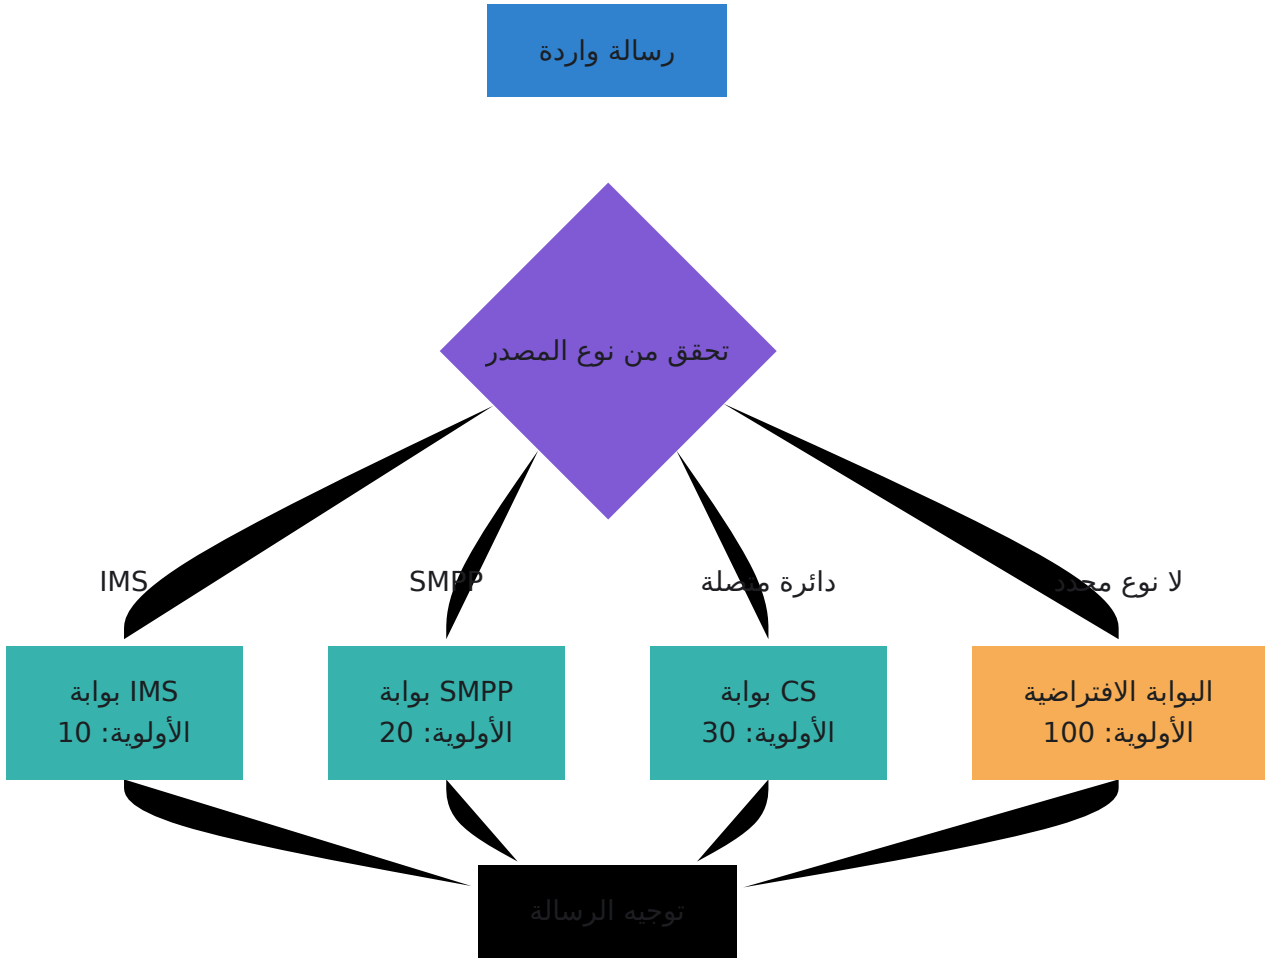 رسالة واردة
تحقق من نوع المصدر
IMS
SMPP
دائرة متصلة
لا نوع محدد
بوابة IMS
الأولوية: 10
بوابة SMPP
الأولوية: 20
بوابة CS
الأولوية: 30
البوابة الافتراضية
الأولوية: 100
توجيه الرسالة